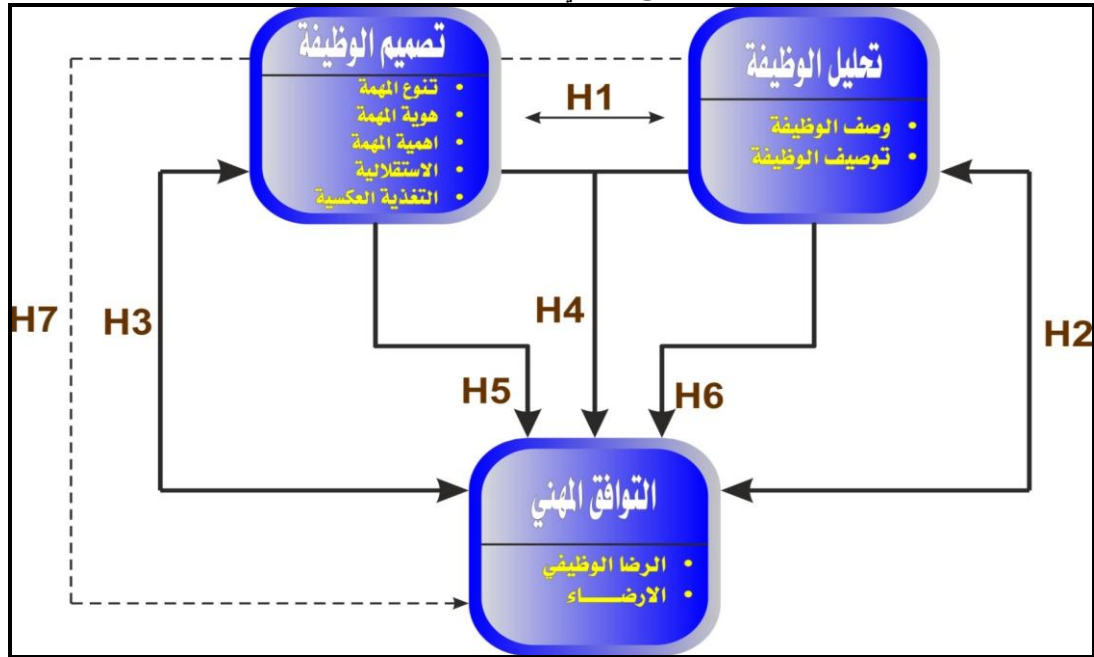 تحليل الوظيفة
• وصف الوظيفة
• توصيف الوظيفة
H1
تصميم الوظيفة
• تنوع المهمة
• هوية المهمة
• اهمية المهمة
• الاستقلالية
• التغذية العكسية
H2
H4
H3
H7
H6
H5
التوافق المهني
• الرضا الوظيفي
• الارضـــــاء